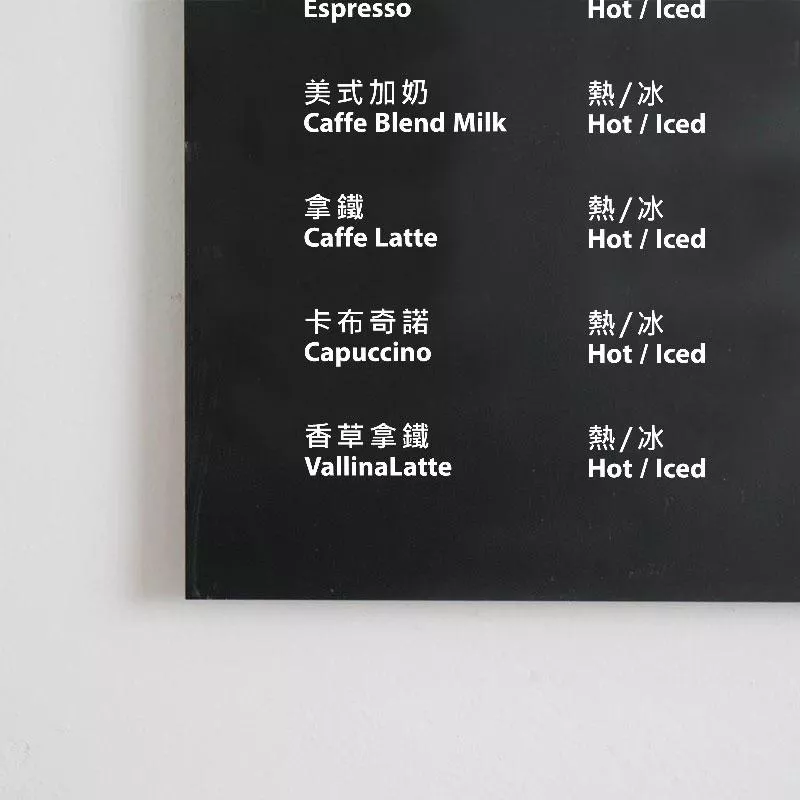 Espresso Hot / Iced
美式加奶 熱/冰
Caffe Blend Milk Hot / Iced
拿鐵 熱/冰
Caffe Latte Hot / Iced
卡布奇諾 熱/冰
Capuccino Hot / Iced
香草拿鐵 熱/冰
VallinaLatte Hot / Iced